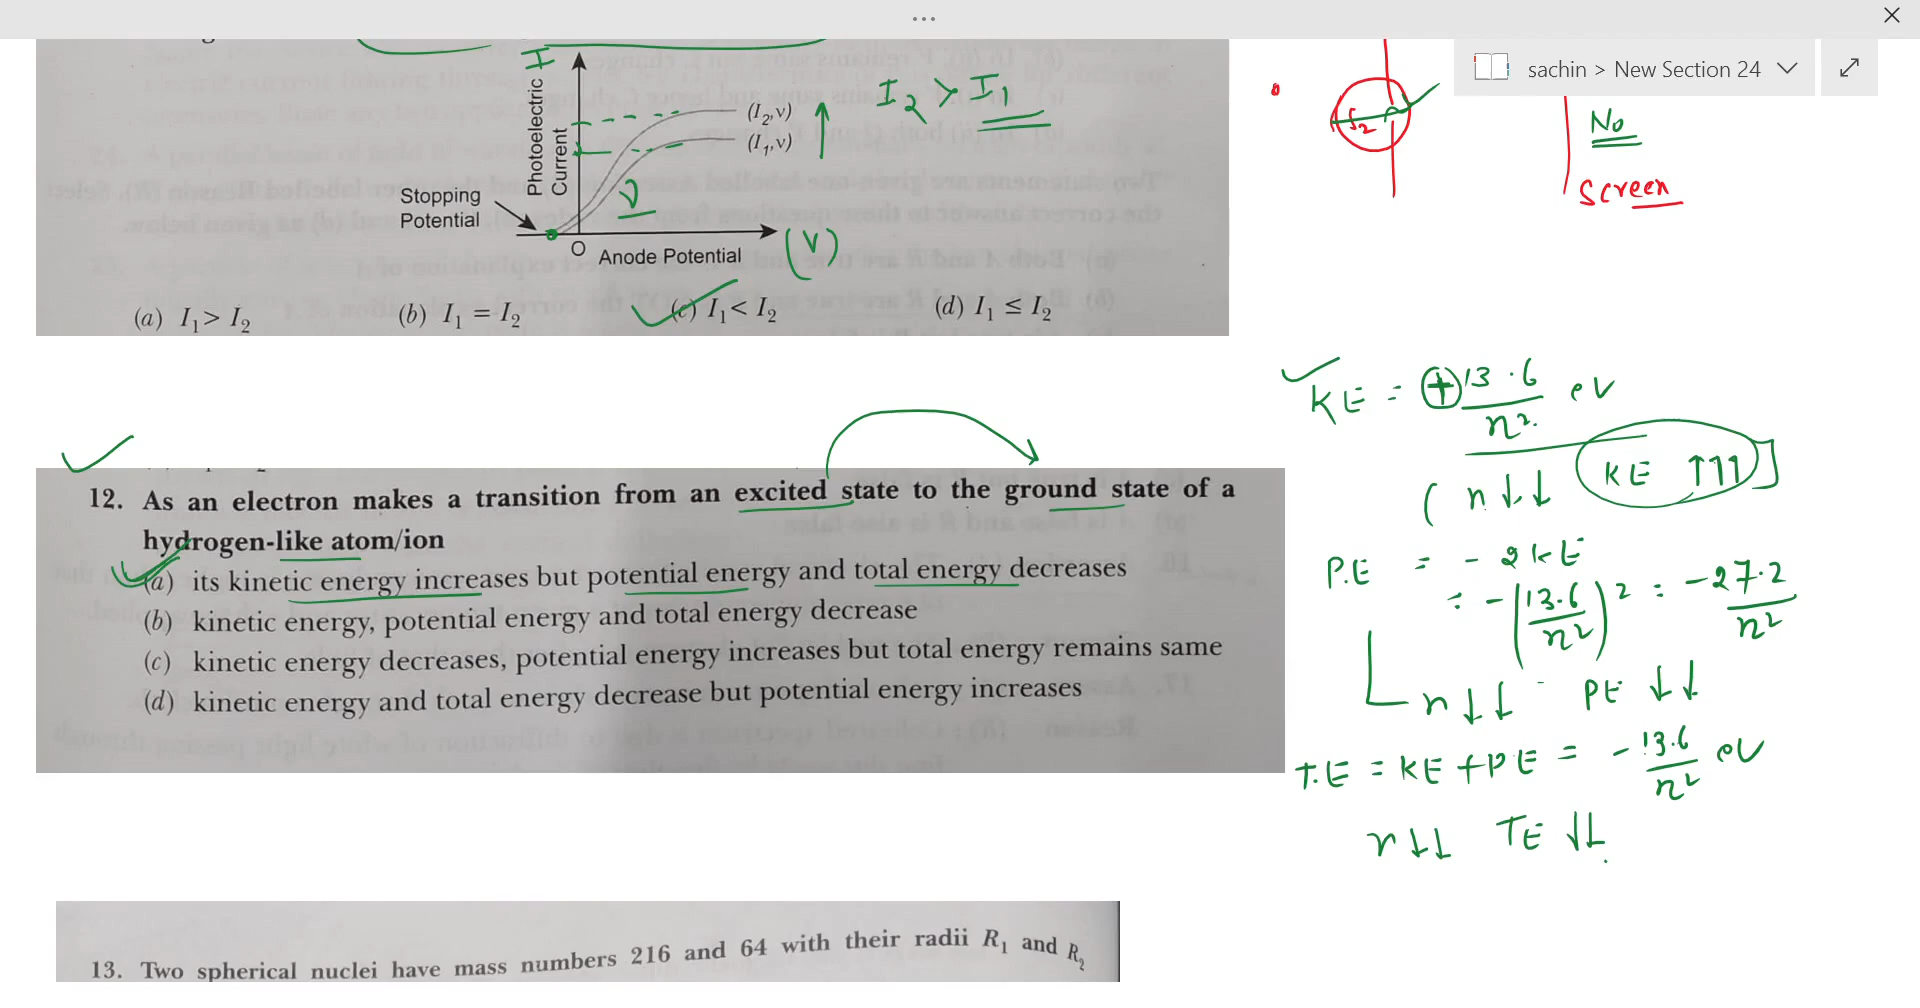 sachin > New Section 24
I
Photoelectric
Current
(I₂,ν)
(I₁,ν)
I₂ > I₁
ν
Stopping
Potential
O
Anode Potential
(V)
(a) I₁ > I₂
(b) I₁ = I₂
(c) I₁ < I₂
(d) I₁ ≤ I₂
S₂
No
Screen
12. As an electron makes a transition from an excited state to the ground state of a
hydrogen-like atom/ion
(a) its kinetic energy increases but potential energy and total energy decreases
(b) kinetic energy, potential energy and total energy decrease
(c) kinetic energy decreases, potential energy increases but total energy remains same
(d) kinetic energy and total energy decrease but potential energy increases
KE = + 13.6/n² eV
( n ↓↓ KE ↑↑↑ ]
P.E = - 2KE
= - (13.6/n²) 2 = -27.2/n²
n ↓↓ PE ↓↓
T.E = KE + PE = - 13.6/n² eV
n ↓↓ TE ↓↓
13. Two spherical nuclei have mass numbers 216 and 64 with their radii R₁ and R₂